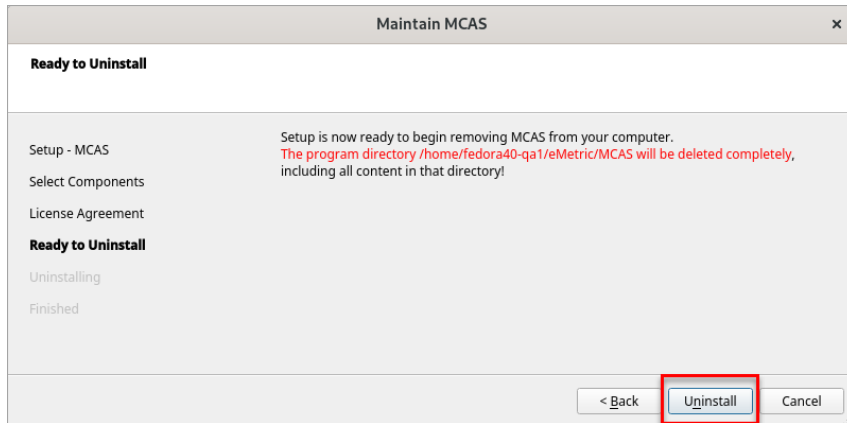 Maintain MCAS
×
Ready to Uninstall
Setup - MCAS
Select Components
License Agreement
Ready to Uninstall
Uninstalling
Finished
Setup is now ready to begin removing MCAS from your computer.
The program directory /home/fedora40-qa1/eMetric/MCAS will be deleted completely,
including all content in that directory!
< Back
Uninstall
Cancel